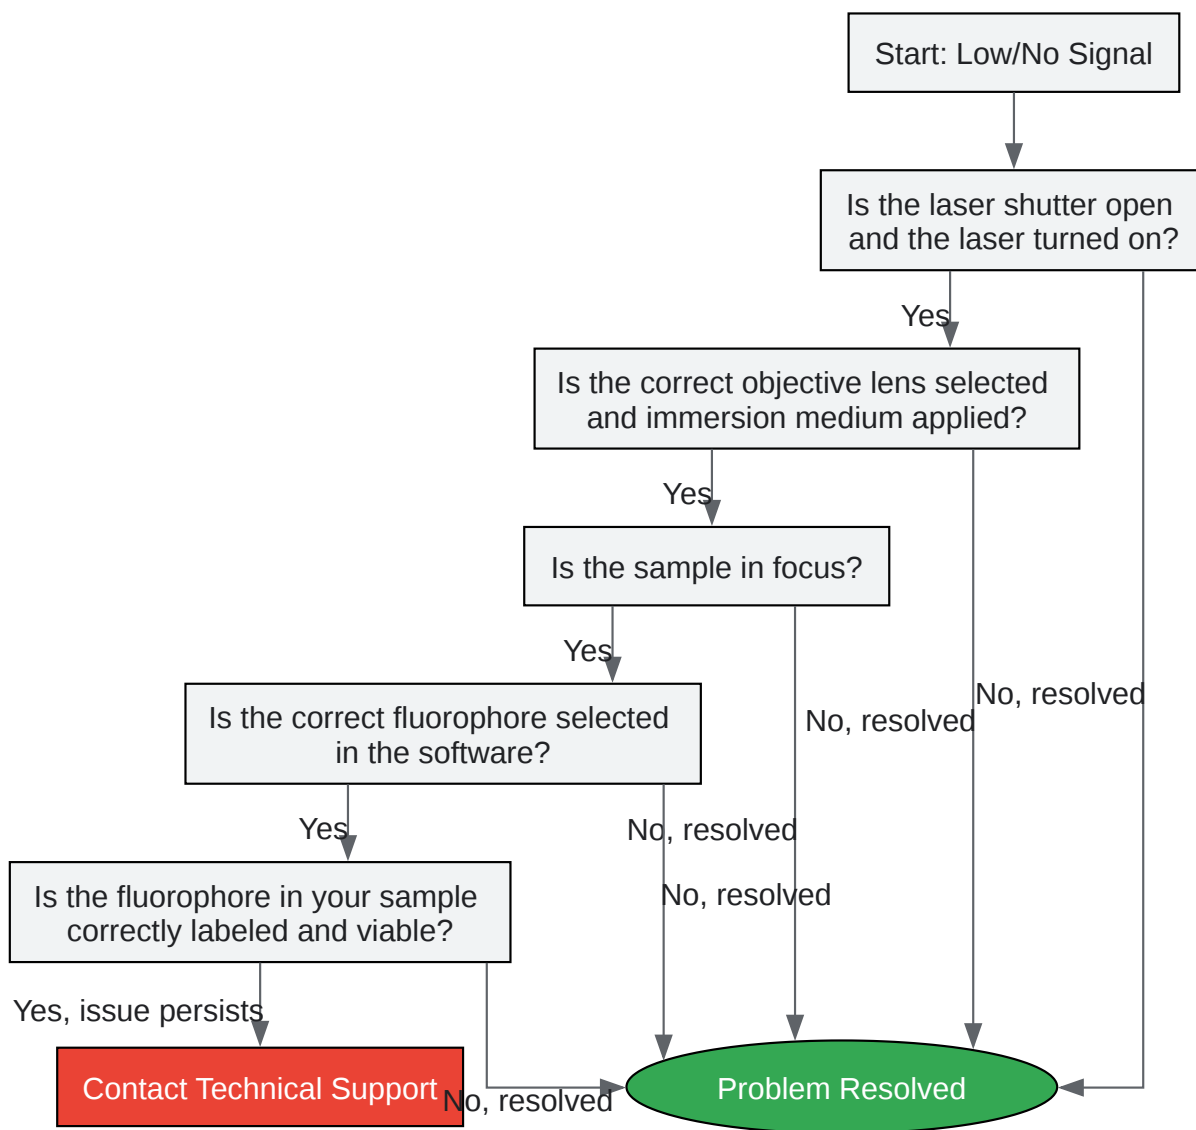 Start: Low/No Signal
Is the laser shutter open
and the laser turned on?
Yes
Is the correct objective lens selected
and immersion medium applied?
Yes
Is the sample in focus?
Yes
No, resolved
No, resolved
Is the correct fluorophore selected
in the software?
Yes
No, resolved
No, resolved
Is the fluorophore in your sample
correctly labeled and viable?
Yes, issue persists
Contact Technical Support
No, resolved
Problem Resolved